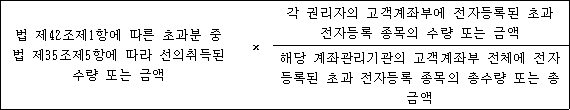 법 제42조제1항에 따른 초과분 중
법 제35조제5항에 따라 선의취득된
수량 또는 금액
×
각 권리자의 고객계좌부에 전자등록된 초과
전자등록 종목의 수량 또는 금액
해당 계좌관리기관의 고객계좌부 전체에 전자
등록된 초과 전자등록 종목의 총수량 또는 총
금액